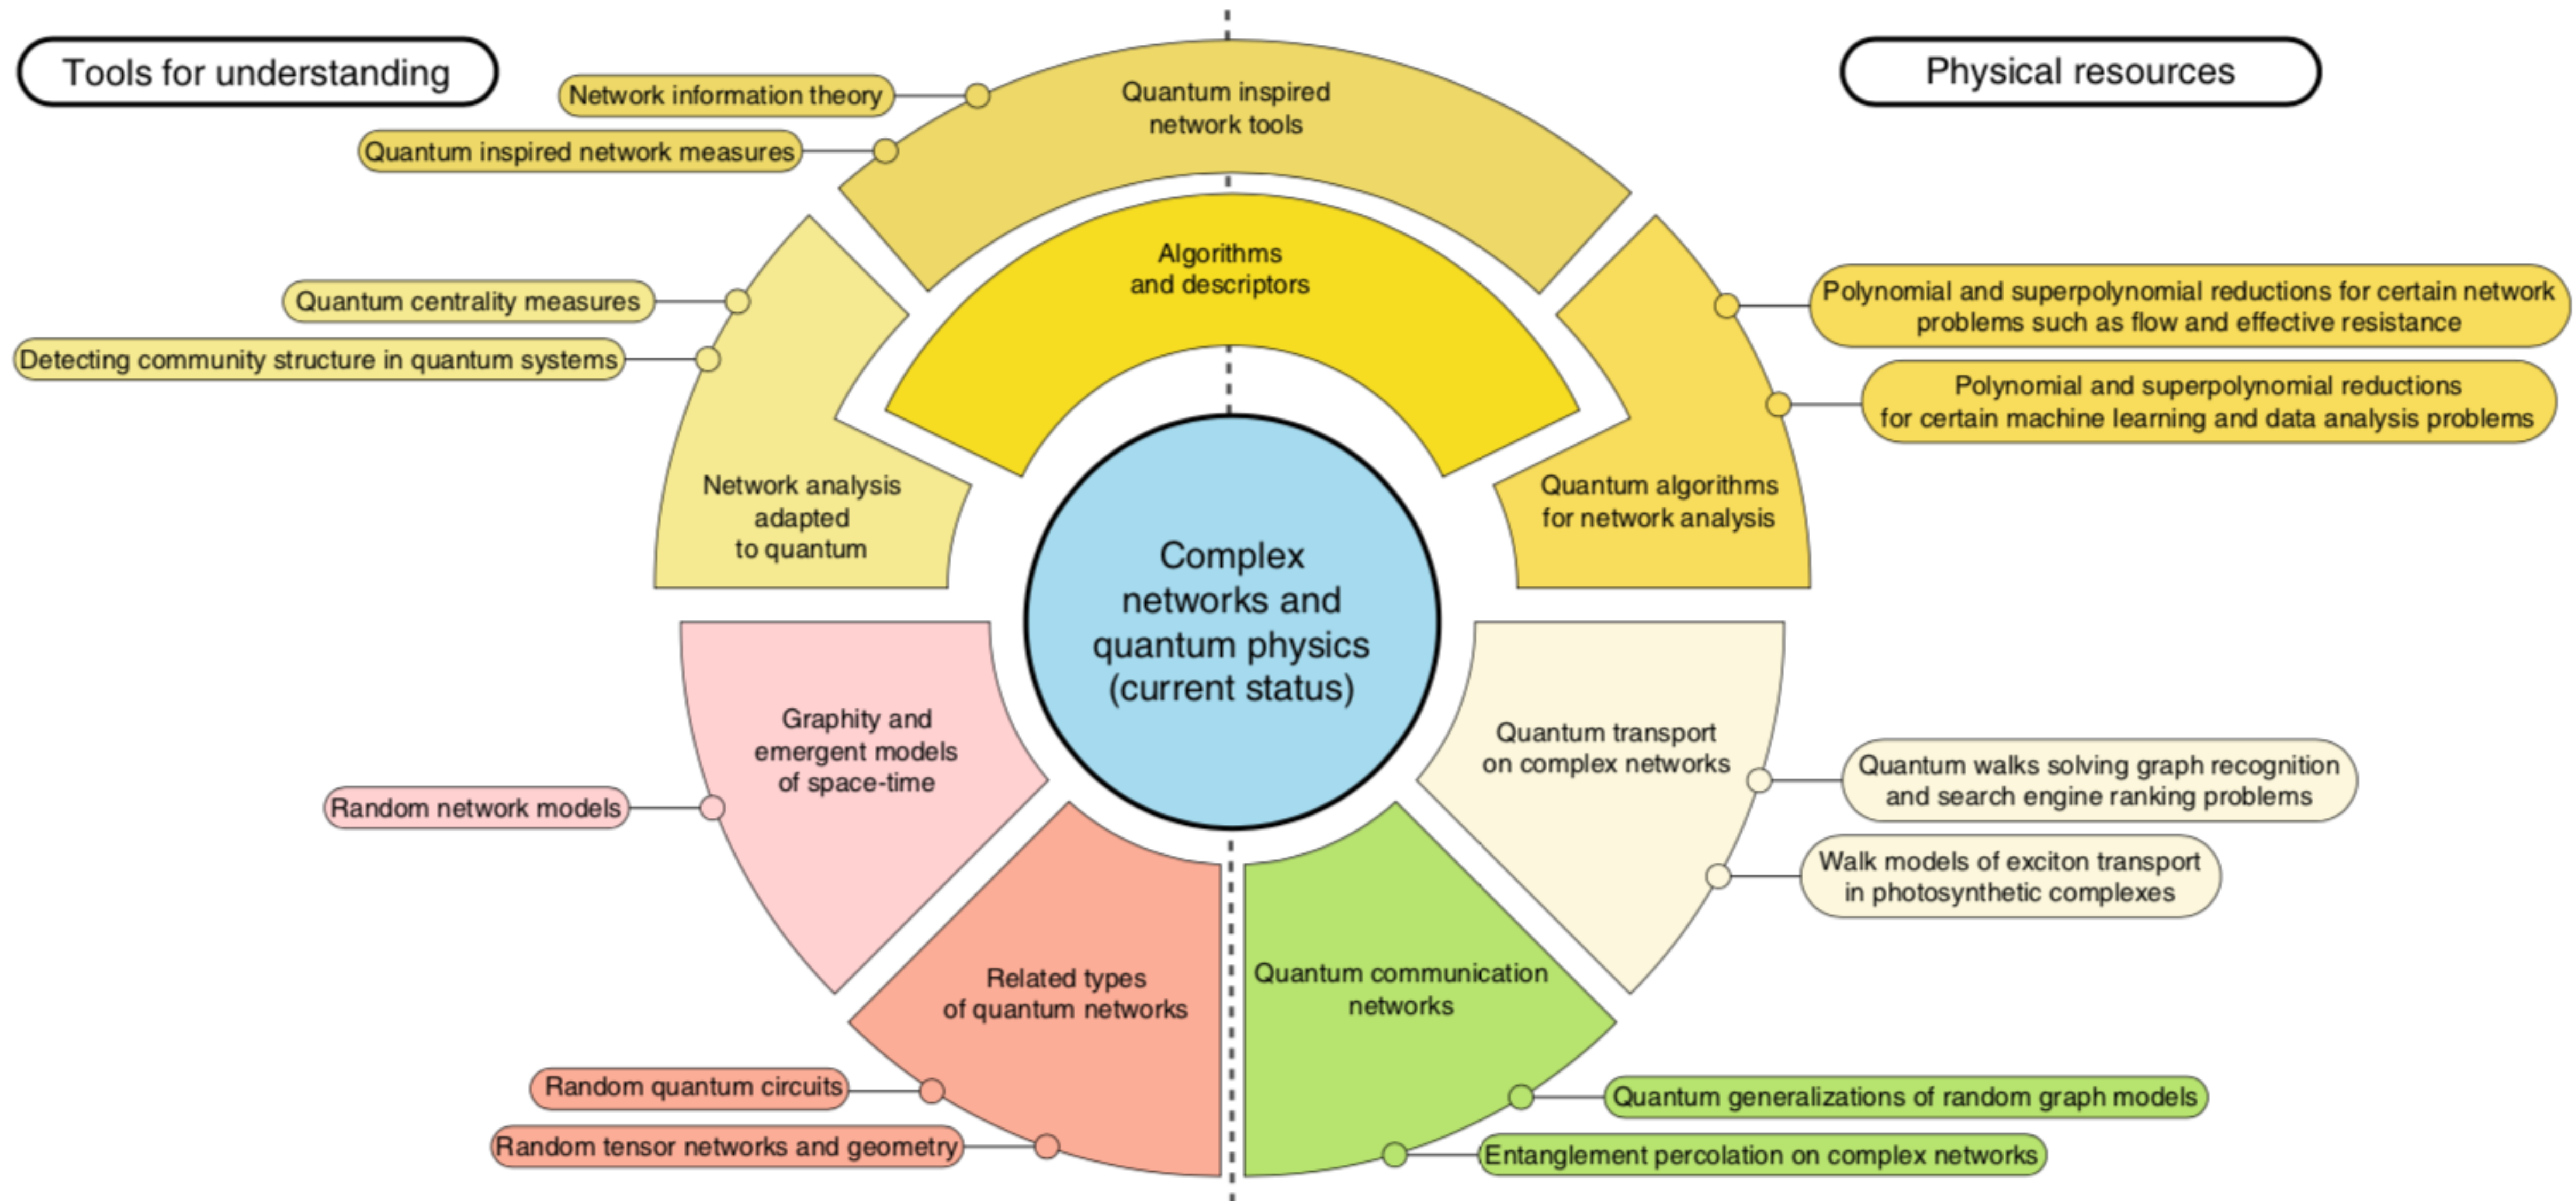 Tools for understanding
Physical resources
Network information theory
Quantum inspired network measures
Quantum inspired
network tools
Algorithms
and descriptors
Quantum centrality measures
Detecting community structure in quantum systems
Network analysis
adapted
to quantum
Polynomial and superpolynomial reductions for certain network
problems such as flow and effective resistance
Polynomial and superpolynomial reductions
for certain machine learning and data analysis problems
Quantum algorithms
for network analysis
Complex
networks and
quantum physics
(current status)
Graphity and
emergent models
of space-time
Random network models
Quantum transport
on complex networks
Quantum walks solving graph recognition
and search engine ranking problems
Walk models of exciton transport
in photosynthetic complexes
Related types
of quantum networks
Random quantum circuits
Random tensor networks and geometry
Quantum communication
networks
Quantum generalizations of random graph models
Entanglement percolation on complex networks